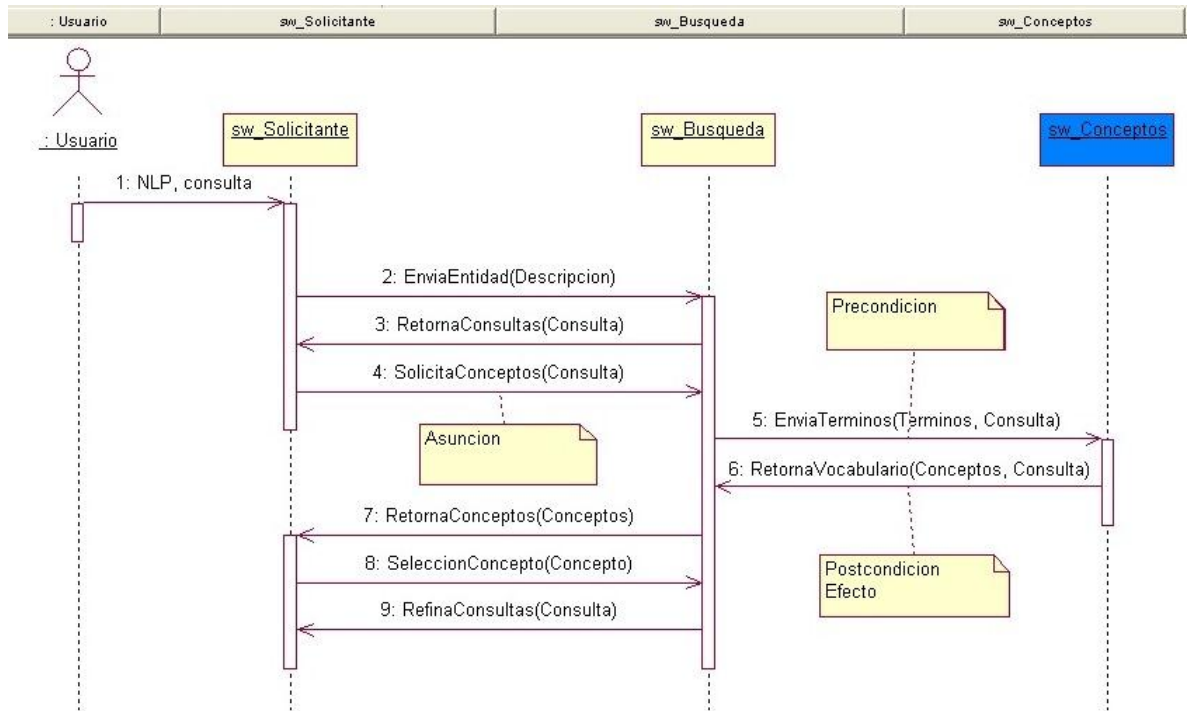 : Usuario
sw_Solicitante
sw_Busqueda
sw_Conceptos
: Usuario
sw_Solicitante
sw_Busqueda
sw_Conceptos
1: NLP, consulta
2: EnviaEntidad(Descripcion)
3: RetornaConsultas(Consulta)
Precondicion
4: SolicitaConceptos(Consulta)
5: EnviaTerminos(Terminos, Consulta)
Asuncion
6: RetornaVocabulario(Conceptos, Consulta)
7: RetornaConceptos(Conceptos)
8: SeleccionConcepto(Concepto)
Postcondicion
Efecto
9: RefinaConsultas(Consulta)